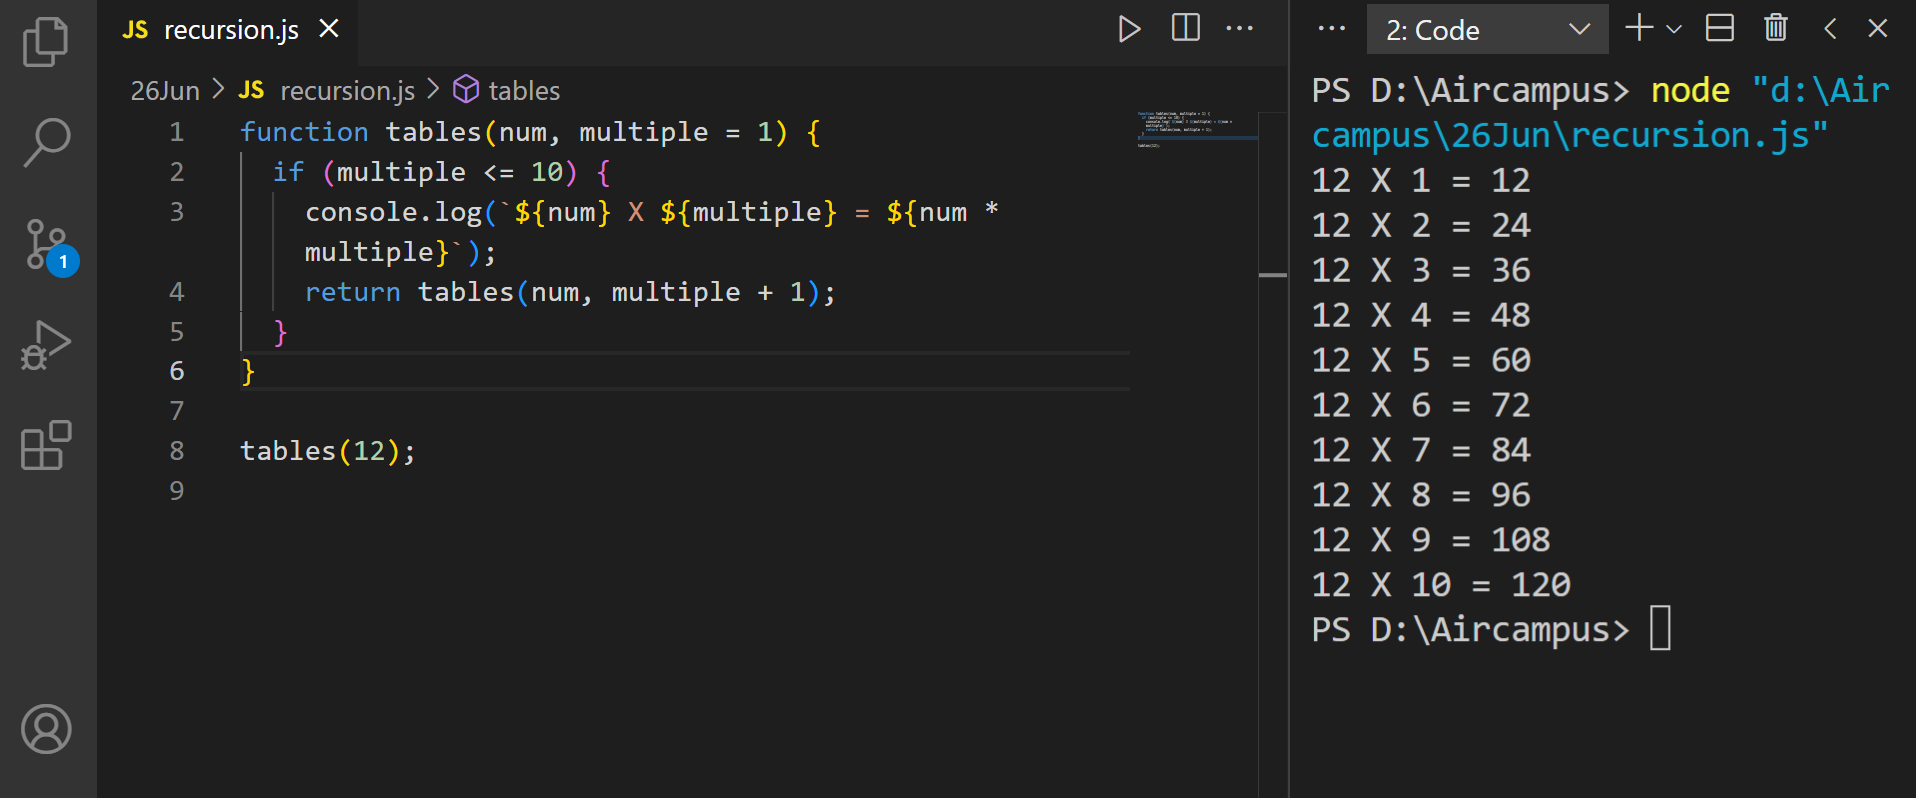 JS recursion.js
26Jun > JS recursion.js > tables
1 function tables(num, multiple = 1) {
2 if (multiple <= 10) {
3 console.log(`${num} X ${multiple} = ${num *
multiple}`);
4 return tables(num, multiple + 1);
5 }
6 }
7
8 tables(12);
9
1
2: Code
PS D:\Aircampus> node "d:\Air
campus\26Jun\recursion.js"
12 X 1 = 12
12 X 2 = 24
12 X 3 = 36
12 X 4 = 48
12 X 5 = 60
12 X 6 = 72
12 X 7 = 84
12 X 8 = 96
12 X 9 = 108
12 X 10 = 120
PS D:\Aircampus>